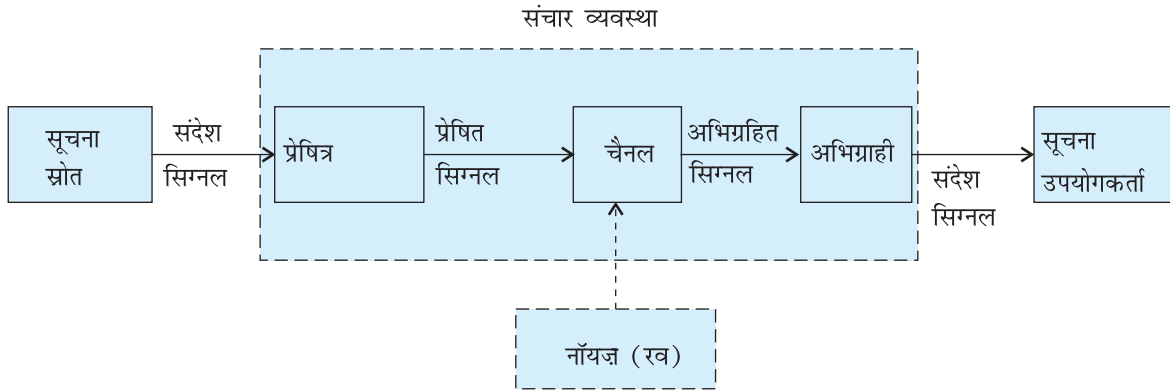 संचार व्यवस्था
सूचना
स्रोत
संदेश
सिग्नल
प्रेषित्र
प्रेषित
सिग्नल
चैनल
अभिग्रहित
सिग्नल
अभिग्राही
संदेश
सिग्नल
सूचना
उपयोगकर्ता
नॉयज़ (रव)